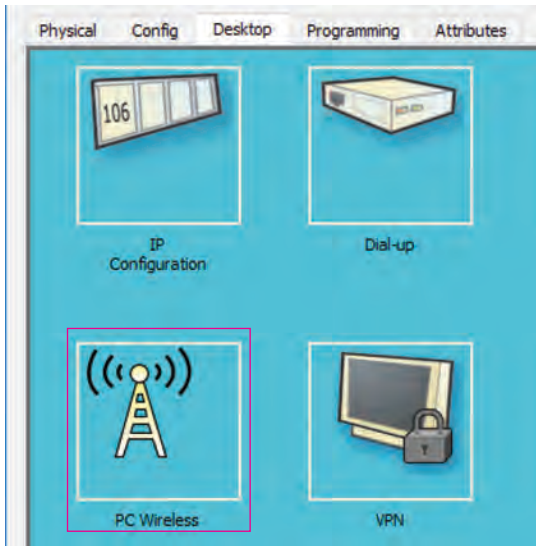 Physical Config Desktop Programming Attributes
106
IP
Configuration
Dial-up
PC Wireless
VPN